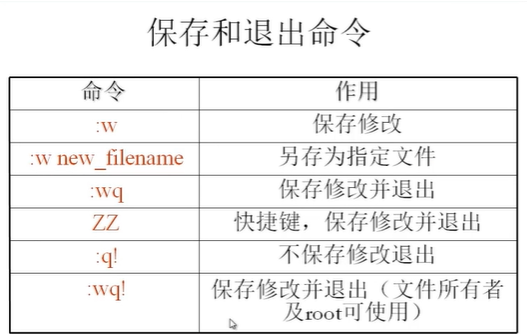 保存和退出命令
命令 作用
:w 保存修改
:w new_filename 另存为指定文件
:wq 保存修改并退出
ZZ 快捷键，保存修改并退出
:q! 不保存修改退出
:wq! 保存修改并退出（文件所有者
及root可使用）